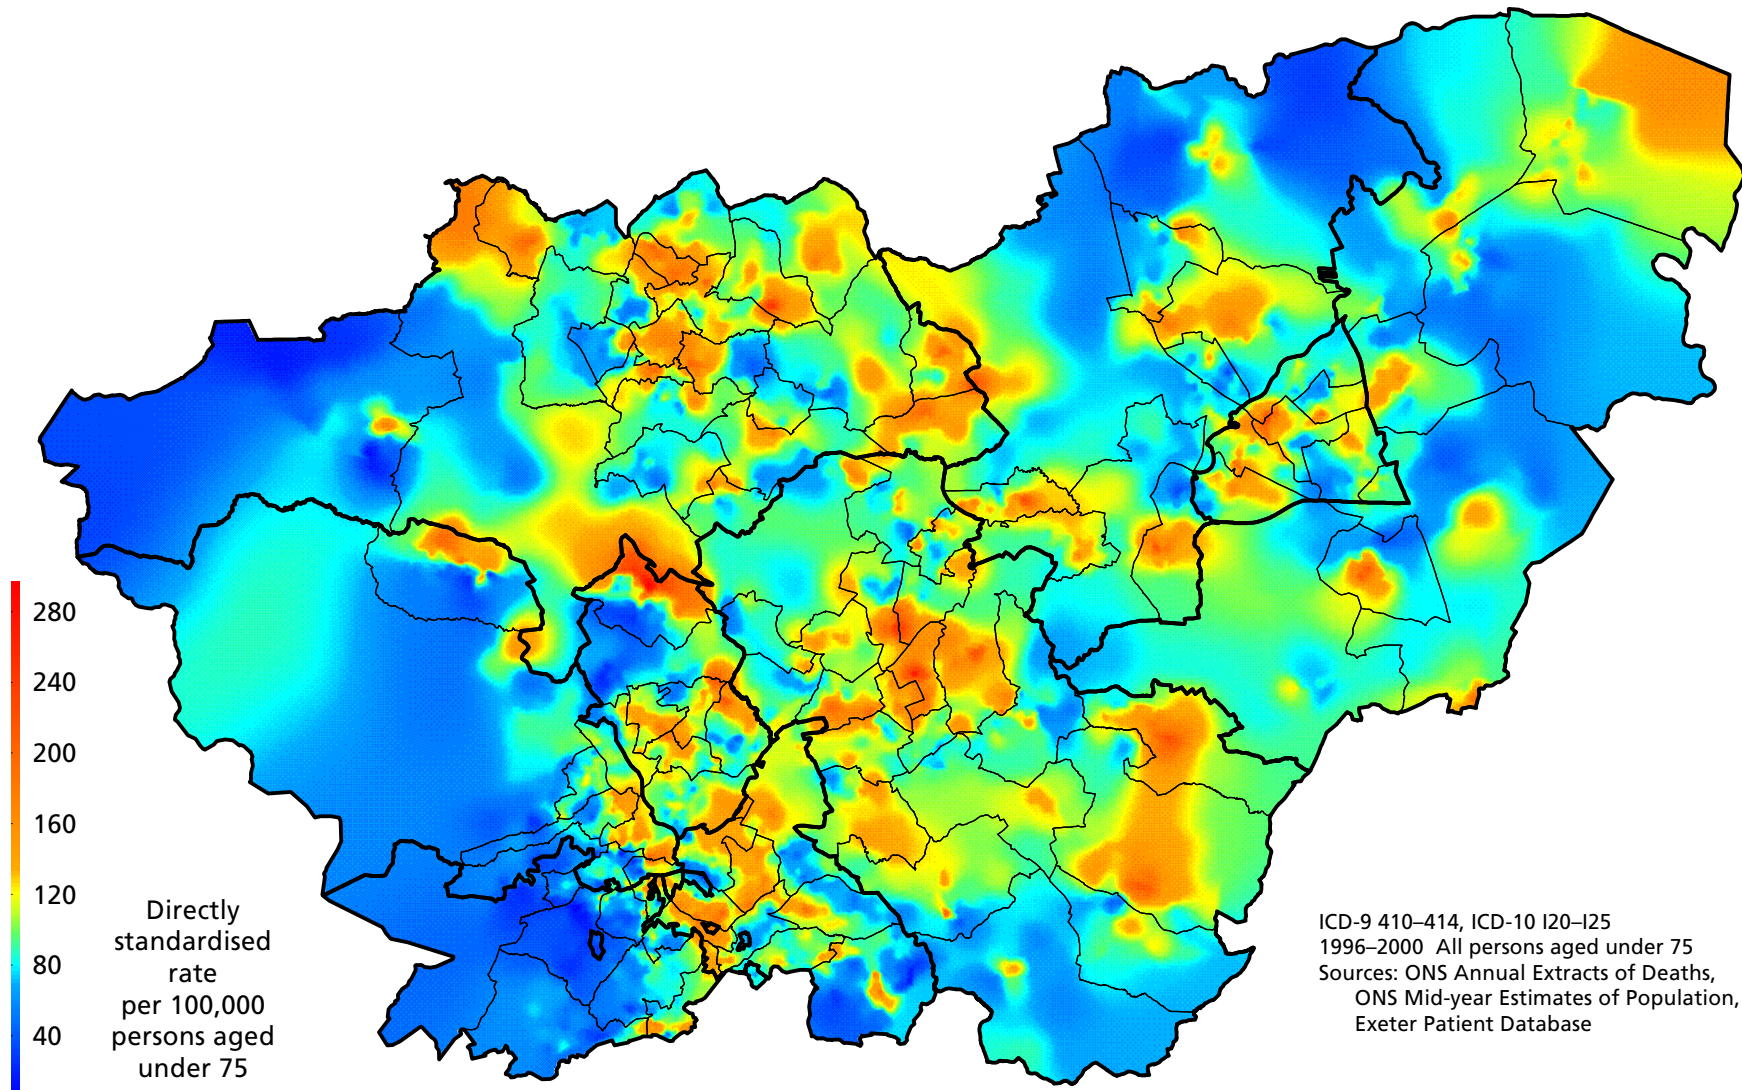 280
240
200
160
120
80
40
Directly
standardised
rate
per 100,000
persons aged
under 75
ICD-9 410–414, ICD-10 I20–I25
1996–2000  All persons aged under 75
Sources: ONS Annual Extracts of Deaths,
ONS Mid-year Estimates of Population,
Exeter Patient Database